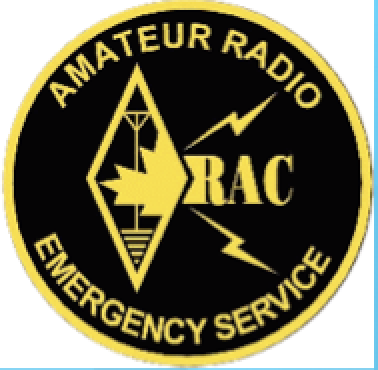 AMATEUR RADIO
RAC
EMERGENCY SERVICE